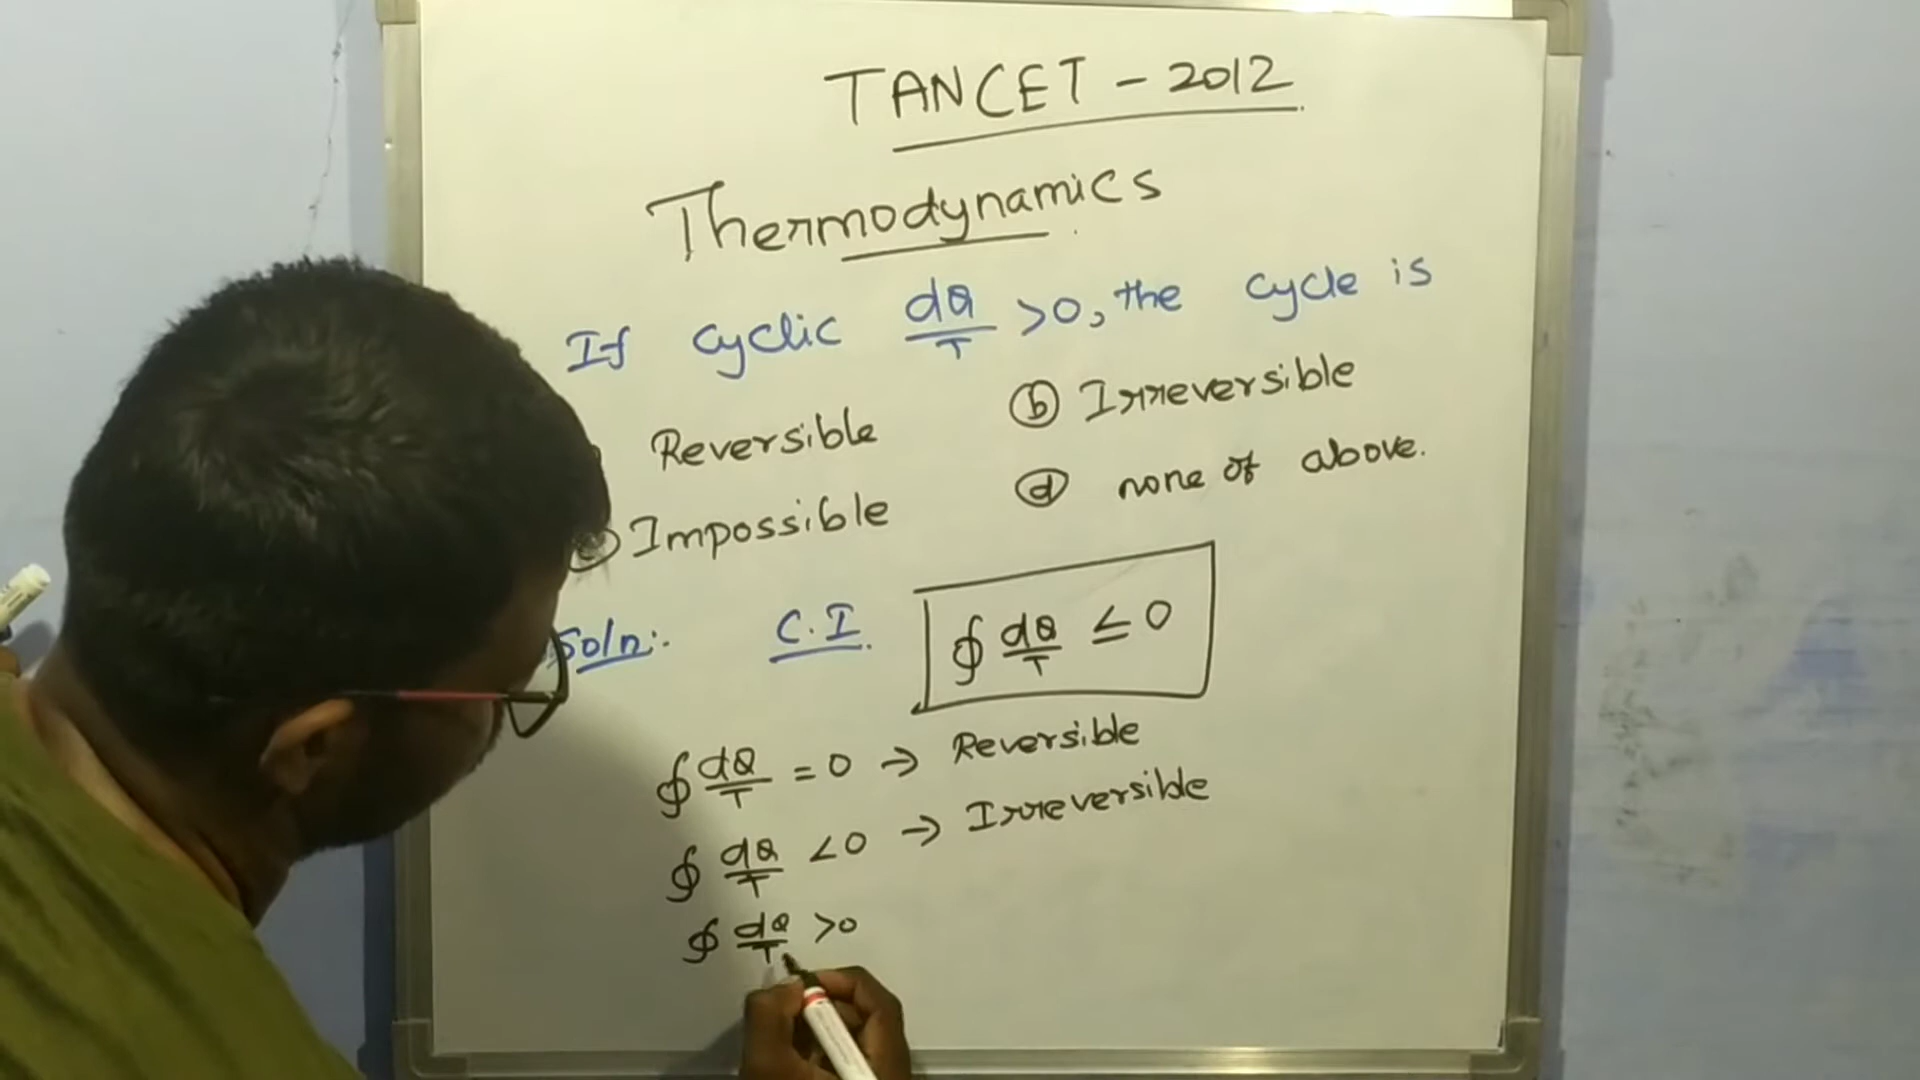 TANCET - 2012
Thermodynamics
If cyclic dQ/T >0, the cycle is
Reversible ⓑ Irreversible
Impossible ⓓ none of above.
Soln:. C.I. ∮ dQ/T ≤ 0
∮ dQ/T = 0 → Reversible
∮ dQ/T <0 → Irreversible
∮ dQ/T >0